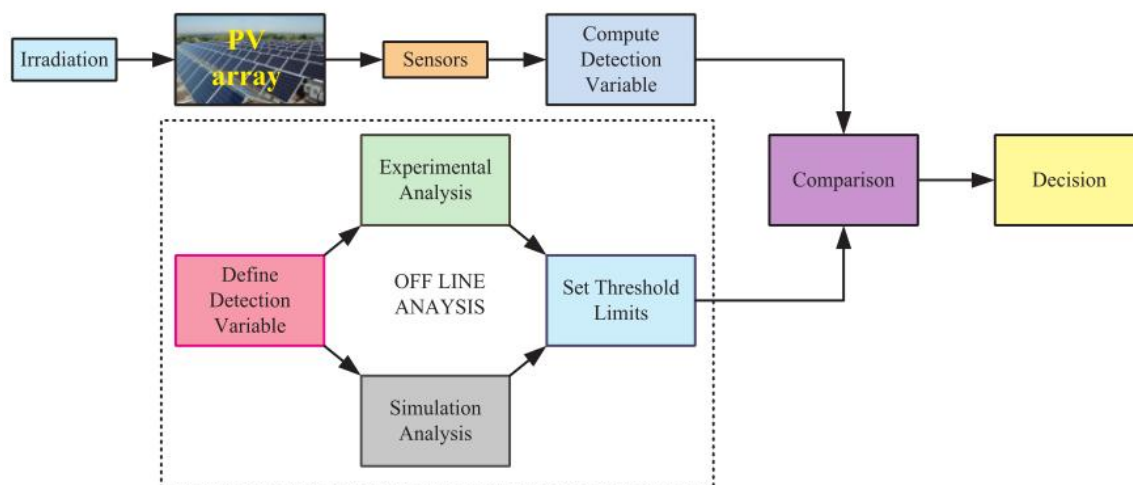 Irradiation
PV
array
Sensors
Compute
Detection
Variable
Experimental
Analysis
Comparison
Decision
Define
Detection
Variable
OFF LINE
ANAYSIS
Set Threshold
Limits
Simulation
Analysis